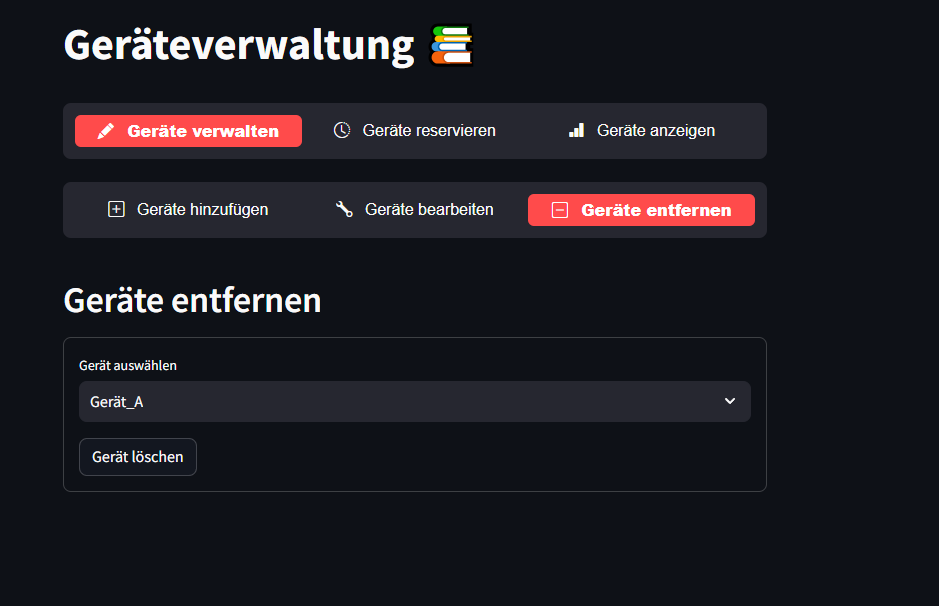 Geräteverwaltung 📚
Geräte verwalten Geräte reservieren Geräte anzeigen
Geräte hinzufügen Geräte bearbeiten Geräte entfernen
Geräte entfernen
Gerät auswählen
Gerät_A
Gerät löschen